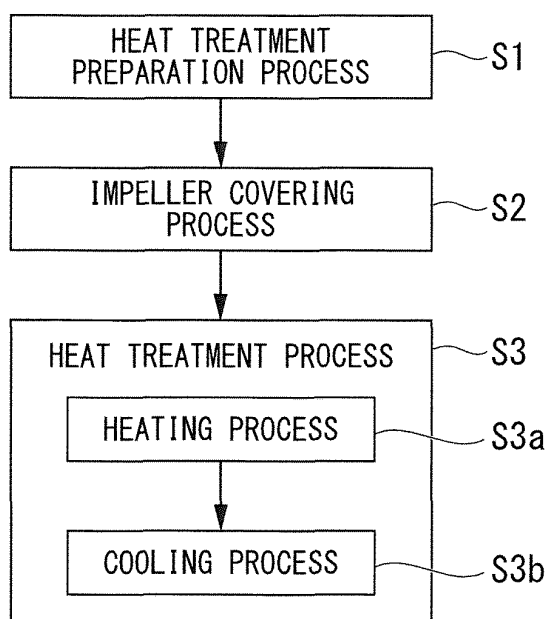 HEAT TREATMENT
PREPARATION PROCESS
S1
IMPELLER COVERING
PROCESS
S2
HEAT TREATMENT PROCESS
S3
HEATING PROCESS
S3a
COOLING PROCESS
S3b